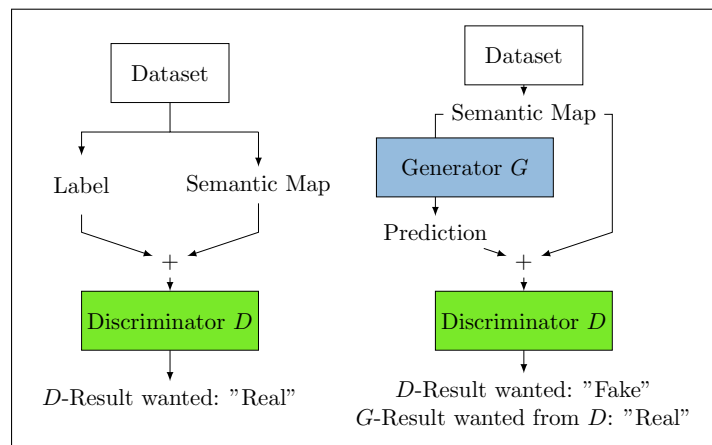 Dataset
Label
Semantic Map
+
Discriminator D
D-Result wanted: ”Real”
Dataset
Semantic Map
Generator G
Prediction
+
Discriminator D
D-Result wanted: ”Fake”
G-Result wanted from D: ”Real”